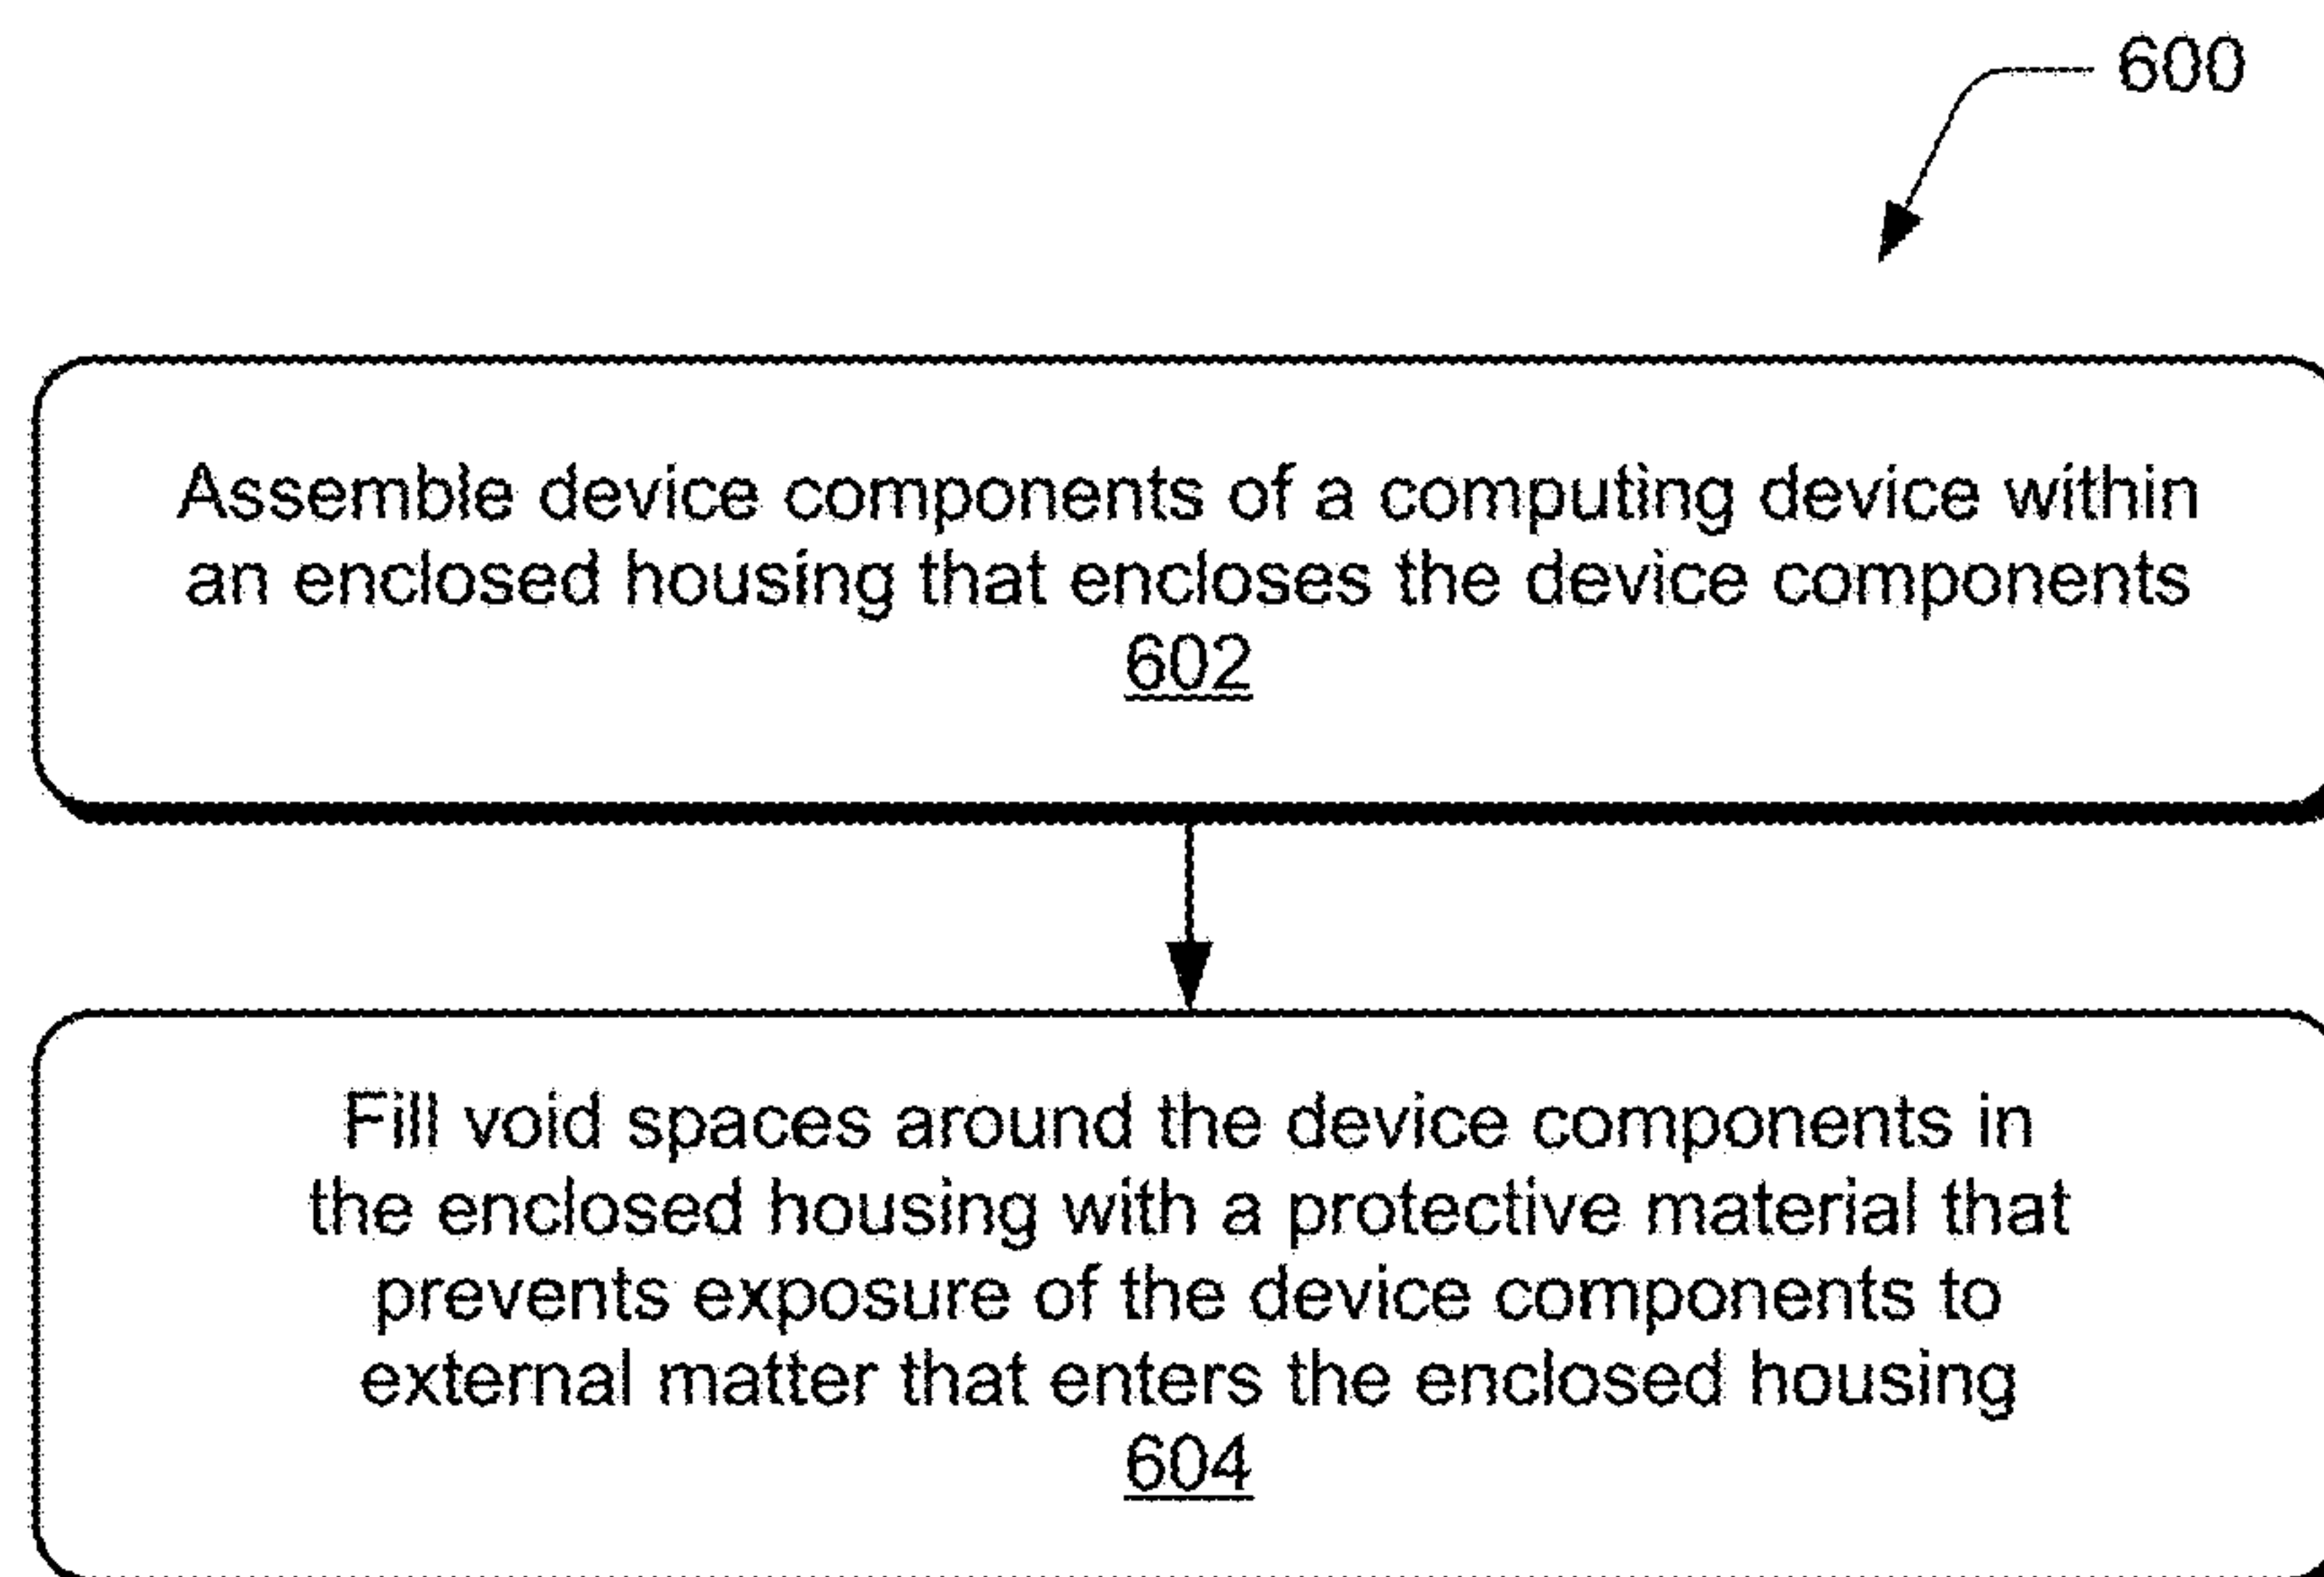 600
Assemble device components of a computing device within
an enclosed housing that encloses the device components
602
Fill void spaces around the device components in
the enclosed housing with a protective material that
prevents exposure of the device components to
external matter that enters the enclosed housing
604